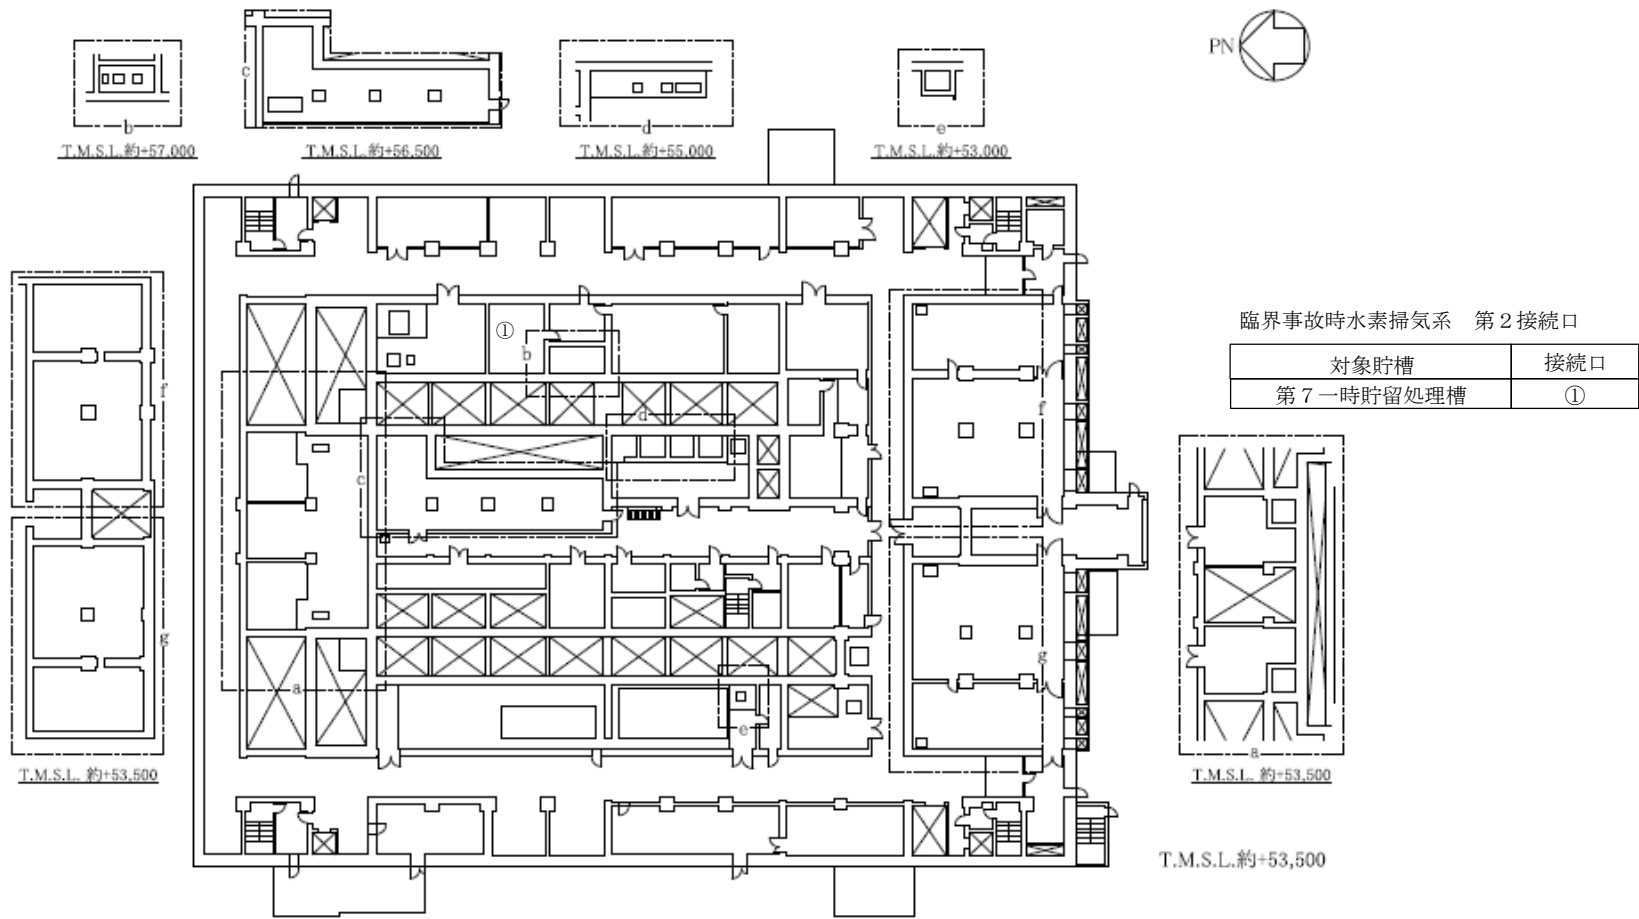 PN
c
b
d
e
T.M.S.L.約+57,000
T.M.S.L.約+56,500
T.M.S.L.約+55,000
T.M.S.L.約+53,000
臨界事故時水素掃気系 第2接続口
対象貯槽 接続口
第7一時貯留処理槽 ①
①
b
f
f
d
c
g
g
a
e
a
T.M.S.L. 約+53,500
T.M.S.L. 約+53,500
T.M.S.L.約+53,500